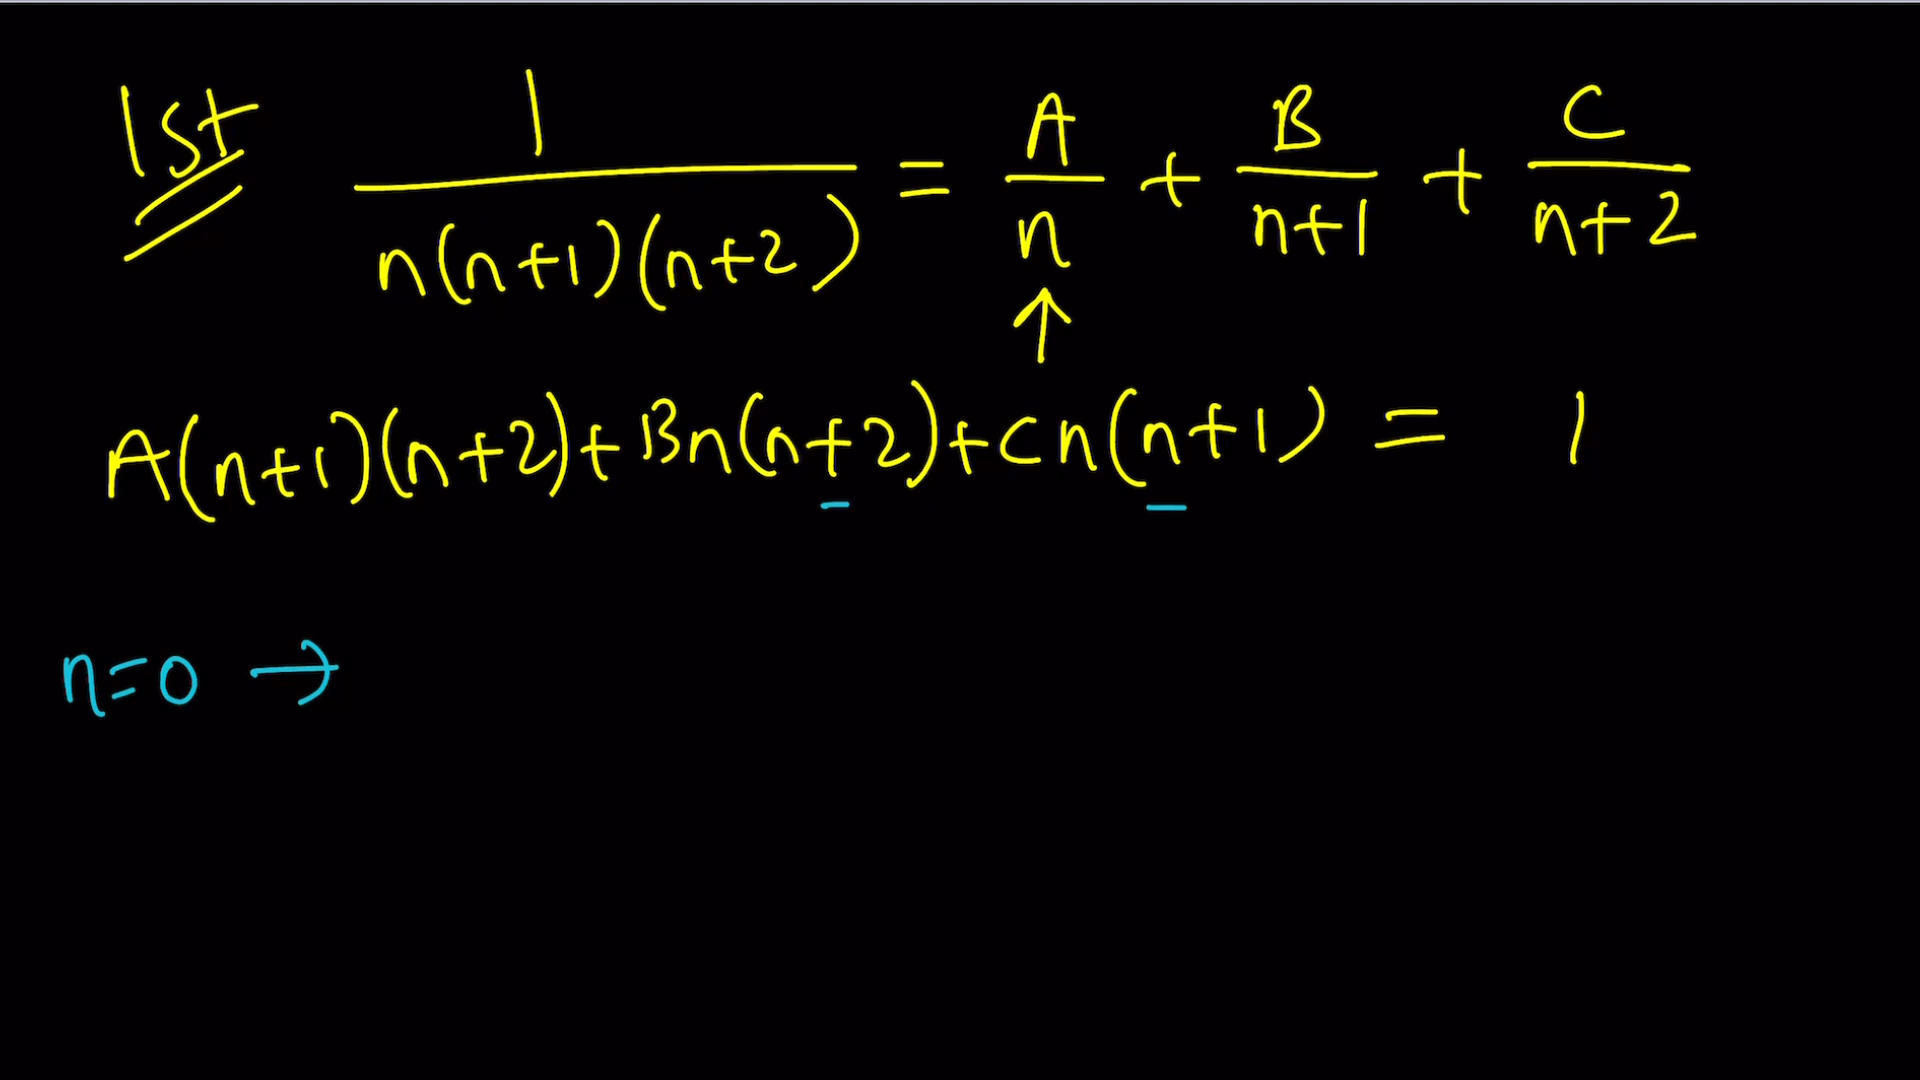 1st 1/(n(n+1)(n+2)) = A/n + B/(n+1) + C/(n+2)
↑
A(n+1)(n+2)+Bn(n+2)+Cn(n+1) = 1
n=0 →